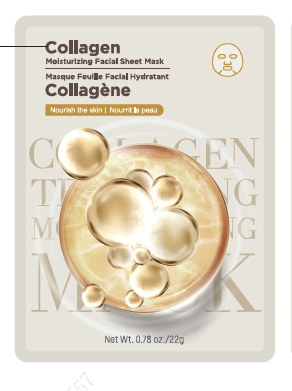 Collagen
Moisturizing Facial Sheet Mask
Masque Feuille Facial Hydratant
Collagène
Nourish the skin | Nourrit la peau
COLLAGEN
MASK
Net Wt. 0.78 oz./22g